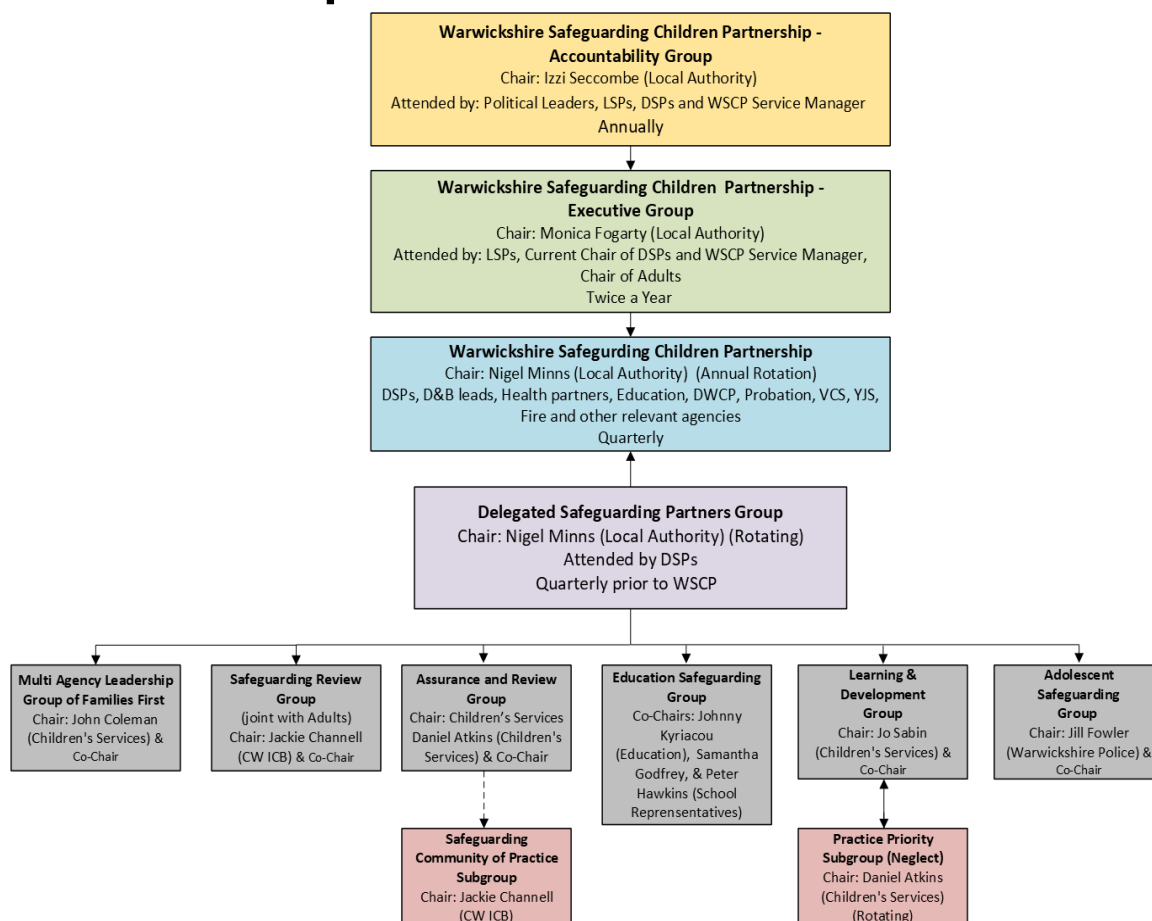 Warwickshire Safeguarding Children Partnership -
Accountability Group
Chair: Izzi Seccombe (Local Authority)
Attended by: Political Leaders, LSPs, DSPs and WSCP Service Manager
Annually
Warwickshire Safeguarding Children Partnership -
Executive Group
Chair: Monica Fogarty (Local Authority)
Attended by: LSPs, Current Chair of DSPs and WSCP Service Manager,
Chair of Adults
Twice a Year
Warwickshire Safegurding Children Partnership
Chair: Nigel Minns (Local Authority) (Annual Rotation)
DSPs, D&B leads, Health partners, Education, DWCP, Probation, VCS, YJS,
Fire and other relevant agencies
Quarterly
Delegated Safeguarding Partners Group
Chair: Nigel Minns (Local Authority) (Rotating)
Attended by DSPs
Quarterly prior to WSCP
Multi Agency Leadership
Group of Families First
Chair: John Coleman
(Children's Services) &
Co-Chair
Safeguarding Review
Group
(joint with Adults)
Chair: Jackie Channell
(CW ICB) & Co-Chair
Assurance and Review
Group
Chair: Children's Services
Daniel Atkins (Children's
Services) & Co-Chair
Education Safeguarding
Group
Co-Chairs: Johnny
Kyriacou
(Education), Samantha
Godfrey, & Peter
Hawkins (School
Reprensentatives)
Learning &
Development
Group
Chair: Jo Sabin
(Children's Services) &
Co-Chair
Adolescent
Safeguarding
Group
Chair: Jill Fowler
(Warwickshire Police) &
Co-Chair
Safeguarding
Community of Practice
Subgroup
Chair: Jackie Channell
(CW ICB)
Practice Priority
Subgroup (Neglect)
Chair: Daniel Atkins
(Children's Services)
(Rotating)